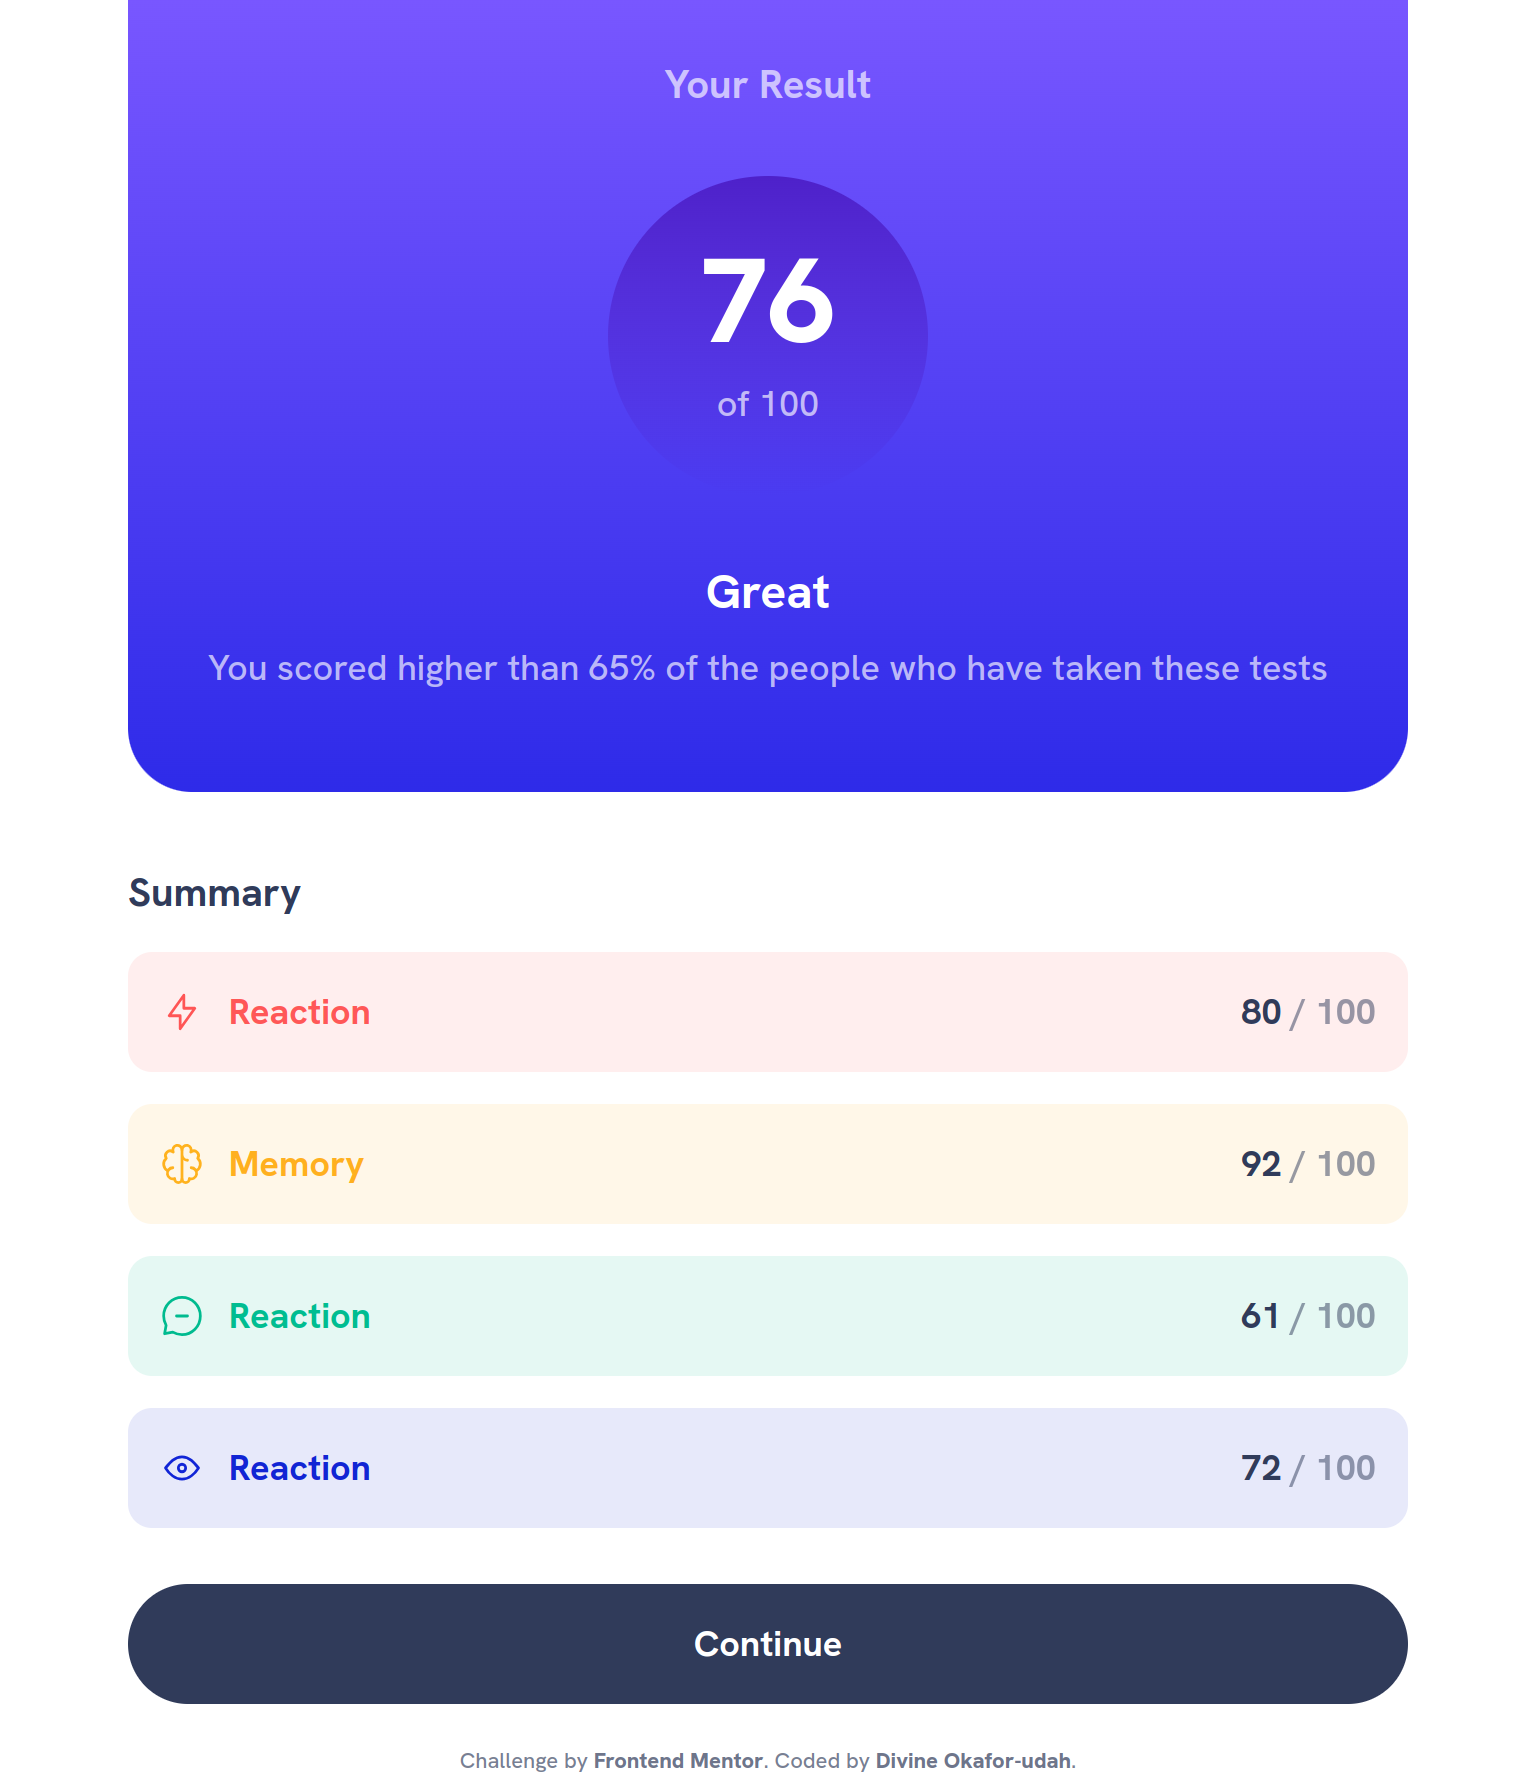 Your Result
76
of 100
Great
You scored higher than 65% of the people who have taken these tests
Summary
Reaction 80 / 100
Memory 92 / 100
Reaction 61 / 100
Reaction 72 / 100
Continue
Challenge by Frontend Mentor. Coded by Divine Okafor-udah.